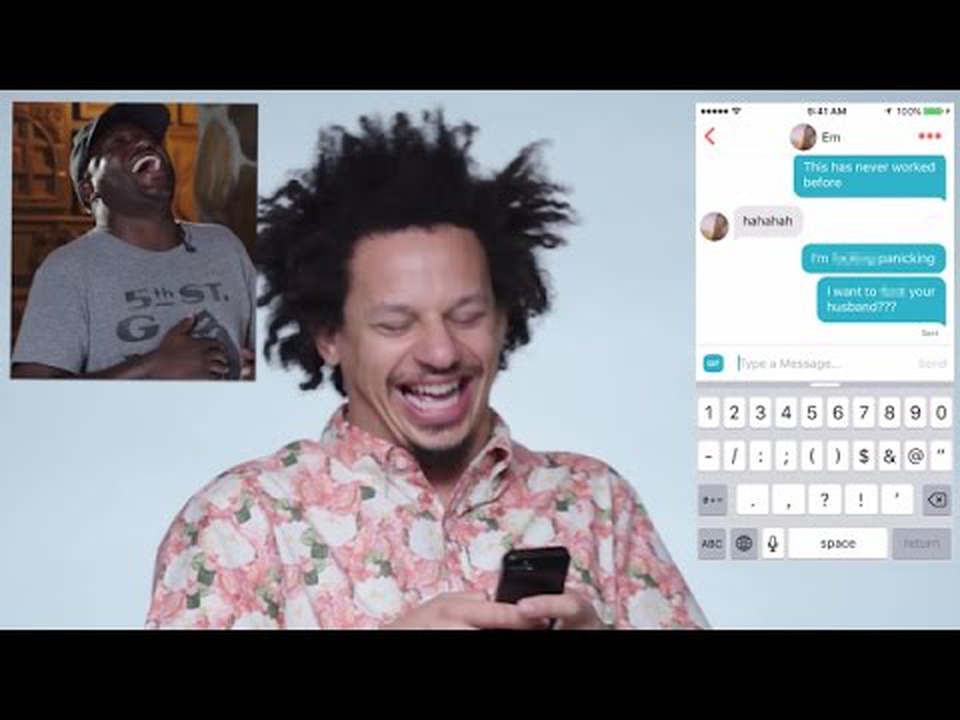 5th ST.
G
9:41 AM
100%
Em
This has never worked
before
hahahah
I'm panicking
I want to your
husband???
Sent
GIF
Type a Message...
Send
1 2 3 4 5 6 7 8 9 0
- / : ; ( ) $ & @ "
#+=
. , ? ! '
ABC
space
return